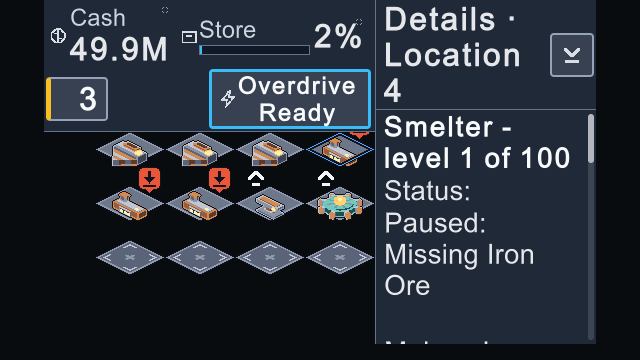 Cash
49.9M
Store
2%
3
Overdrive
Ready
Details ·
Location
4
Smelter -
level 1 of 100
Status:
Paused:
Missing Iron
Ore